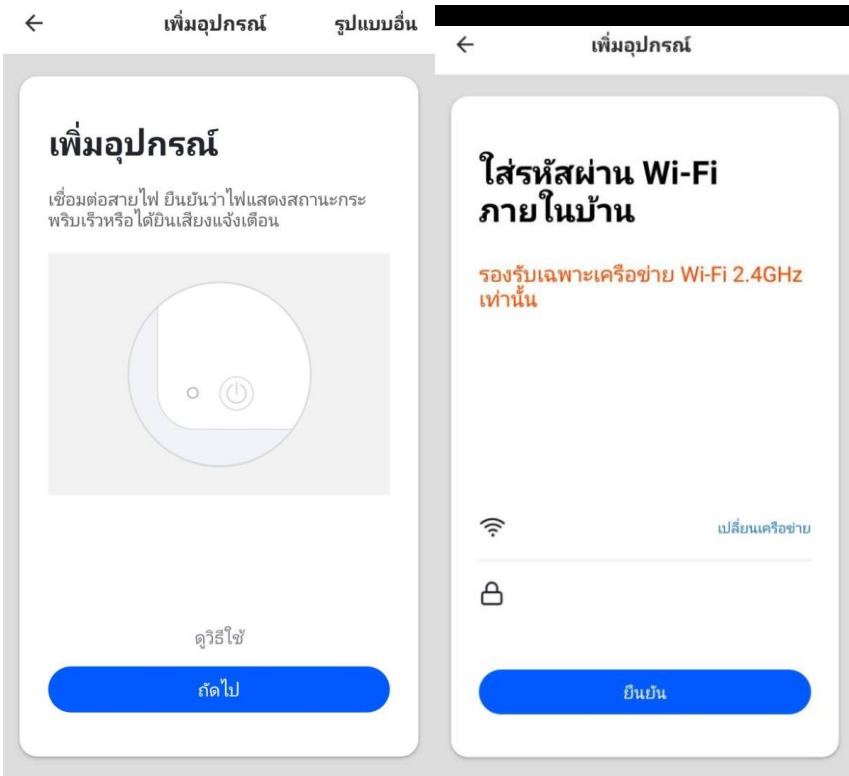 เพิ่มอุปกรณ์
รูปแบบอื่น
เพิ่มอุปกรณ์
เชื่อมต่อสายไฟ ยืนยันว่าไฟแสดงสถานะกระ
พริบเร็วหรือได้ยินเสียงแจ้งเตือน
ดูวิธีใช้
ถัดไป
เพิ่มอุปกรณ์
ใส่รหัสผ่าน Wi-Fi
ภายในบ้าน
รองรับเฉพาะเครือข่าย Wi-Fi 2.4GHz
เท่านั้น
เปลี่ยนเครือข่าย
ยืนยัน